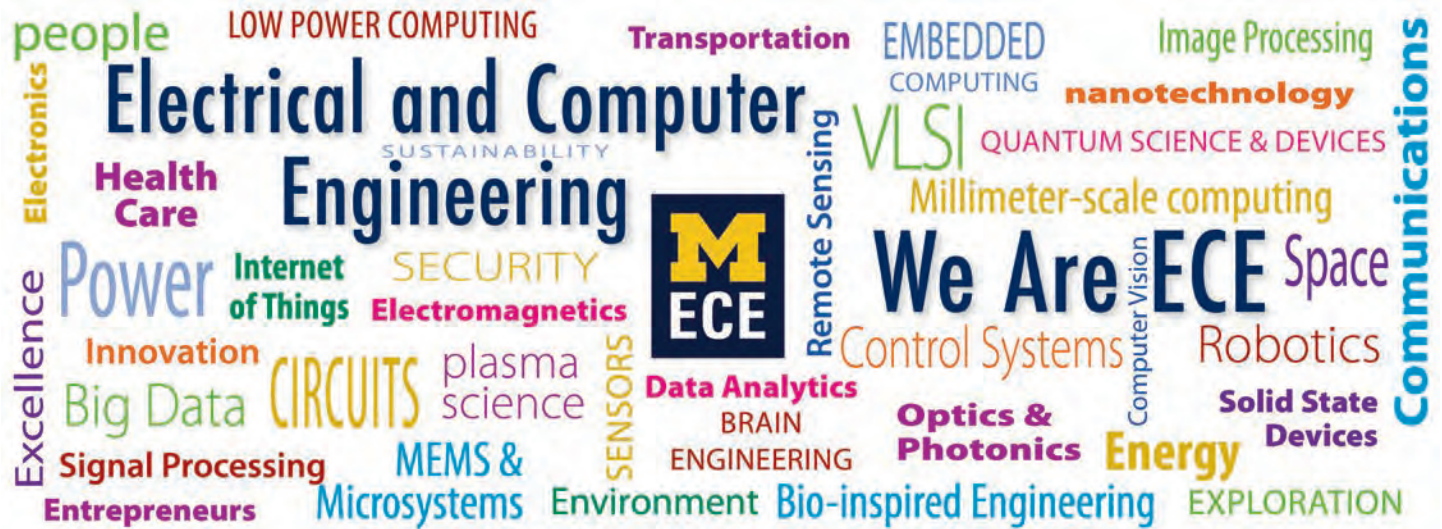 people
LOW POWER COMPUTING
Transportation
EMBEDDED
COMPUTING
Image Processing
Communications
Electronics
Electrical and Computer
Engineering
SUSTAINABILITY
Remote Sensing
VLSI
nanotechnology
QUANTUM SCIENCE & DEVICES
Health
Care
Millimeter-scale computing
M
ECE
We Are ECE
Space
Power
Internet
of Things
SECURITY
Electromagnetics
Excellence
Innovation
Big Data
CIRCUITS
plasma
science
SENSORS
Data Analytics
Control Systems
Computer Vision
Robotics
BRAIN
ENGINEERING
Optics &
Photonics
Solid State
Devices
Energy
Signal Processing
MEMS &
Microsystems
Entrepreneurs
Environment
Bio-inspired Engineering
EXPLORATION